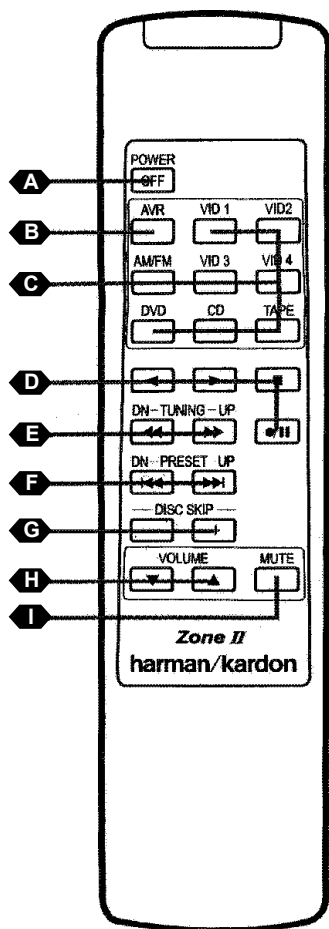 POWER
A OFF
B AVR VID 1 VID2
C AM/FM VID 3 VID 4
DVD CD TAPE
D
DN-TUNING-UP
E
DN-PRESET UP
F
DISC SKIP
G
VOLUME MUTE
H
I
Zone II
harman/kardon